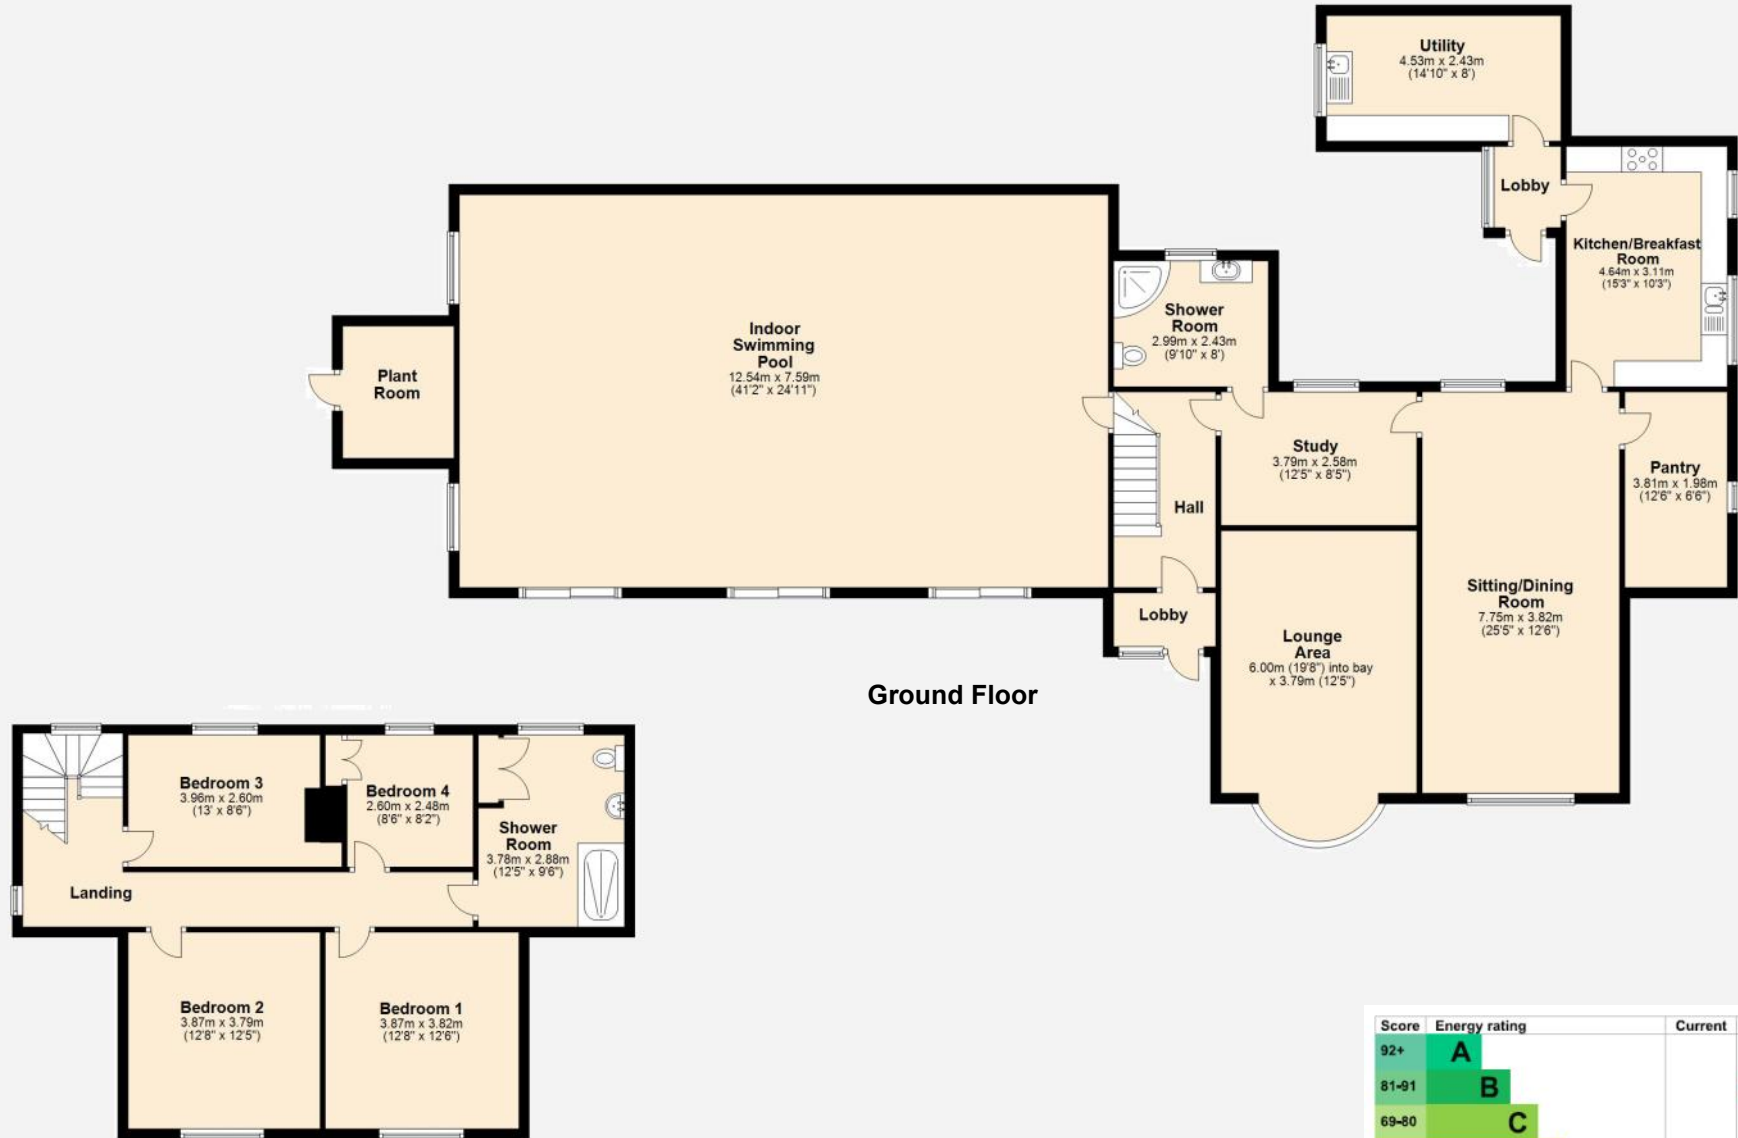 Utility
4.53m x 2.43m
(14'10" x 8')
Lobby
Kitchen/Breakfast
Room
4.64m x 3.11m
(15'3" x 10'3")
Indoor
Swimming
Pool
12.54m x 7.59m
(41'2" x 24'11")
Shower
Room
2.99m x 2.43m
(9'10" x 8')
Plant
Room
Study
3.79m x 2.58m
(12'5" x 8'5")
Pantry
3.81m x 1.98m
(12'6" x 6'6")
Hall
Sitting/Dining
Room
7.75m x 3.82m
(25'5" x 12'6")
Lobby
Lounge
Area
6.00m (19'8") into bay
x 3.79m (12'5")
Ground Floor
Bedroom 3
3.96m x 2.60m
(13' x 8'6")
Bedroom 4
2.60m x 2.48m
(8'6" x 8'2")
Shower
Room
3.78m x 2.88m
(12'5" x 9'6")
Landing
Bedroom 2
3.87m x 3.79m
(12'8" x 12'5")
Bedroom 1
3.87m x 3.82m
(12'8" x 12'6")
Score Energy rating Current
92+ A
81-91 B
69-80 C